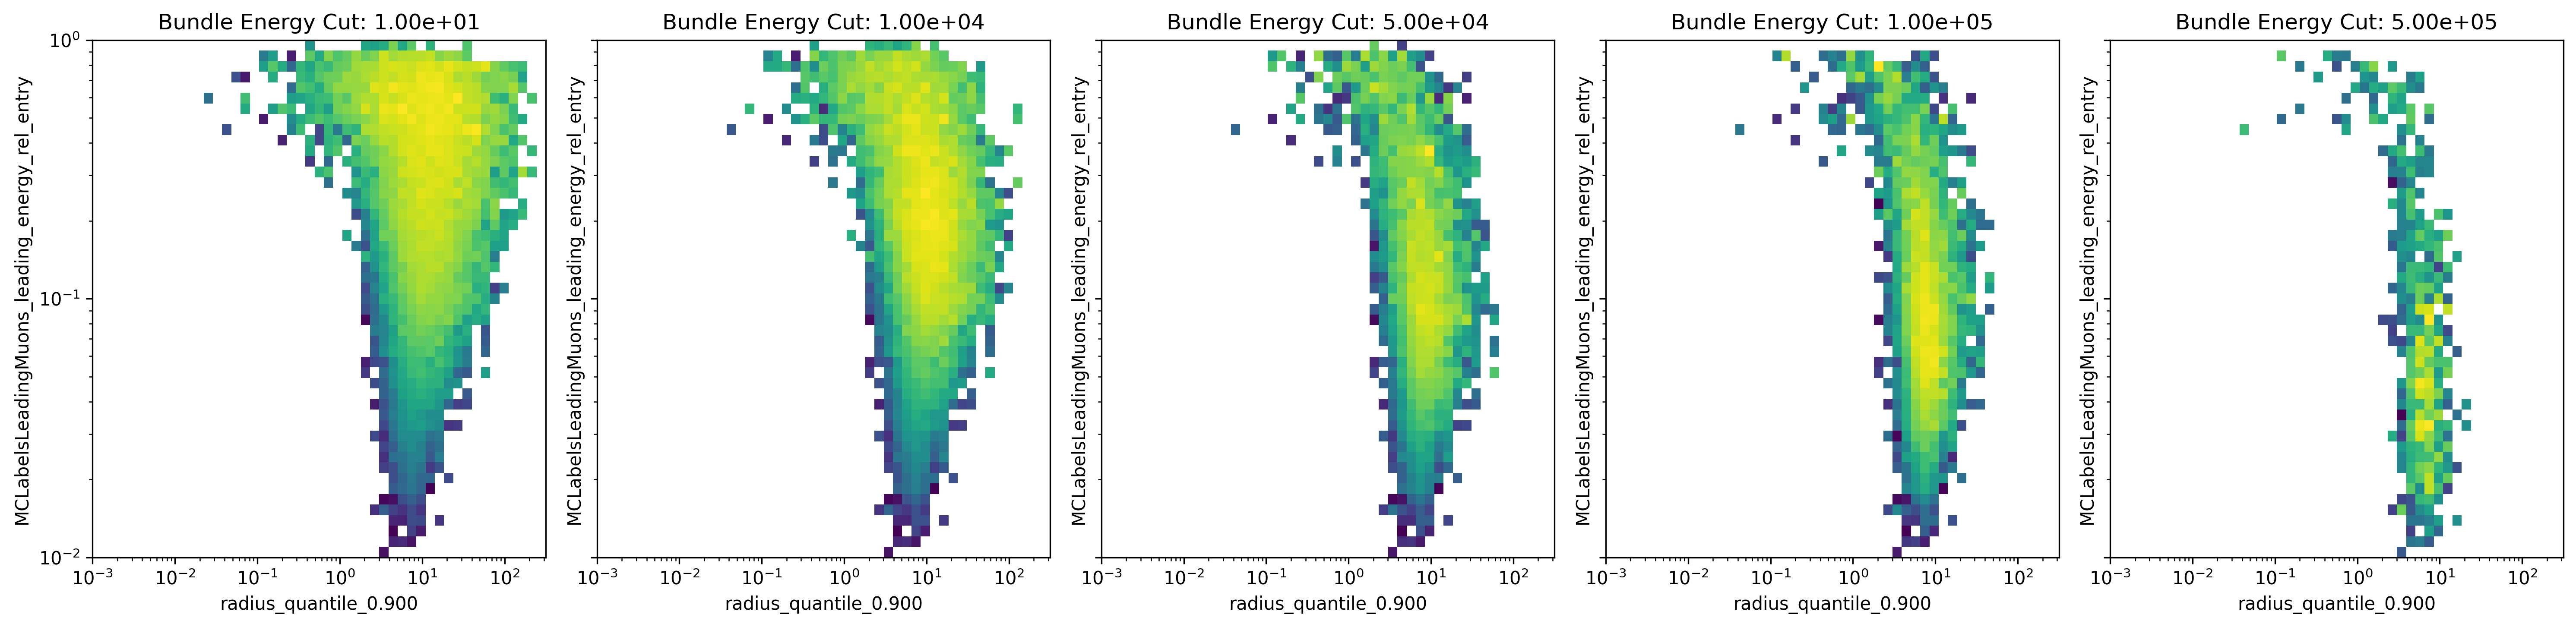 Bundle Energy Cut: 1.00e+01
MCLabelsLeadingMuons_leading_energy_rel_entry
10⁰
10⁻¹
10⁻²
10⁻³ 10⁻² 10⁻¹ 10⁰ 10¹ 10²
radius_quantile_0.900
Bundle Energy Cut: 1.00e+04
MCLabelsLeadingMuons_leading_energy_rel_entry
10⁻³ 10⁻² 10⁻¹ 10⁰ 10¹ 10²
radius_quantile_0.900
Bundle Energy Cut: 5.00e+04
MCLabelsLeadingMuons_leading_energy_rel_entry
10⁻³ 10⁻² 10⁻¹ 10⁰ 10¹ 10²
radius_quantile_0.900
Bundle Energy Cut: 1.00e+05
MCLabelsLeadingMuons_leading_energy_rel_entry
10⁻³ 10⁻² 10⁻¹ 10⁰ 10¹ 10²
radius_quantile_0.900
Bundle Energy Cut: 5.00e+05
MCLabelsLeadingMuons_leading_energy_rel_entry
10⁻³ 10⁻² 10⁻¹ 10⁰ 10¹ 10²
radius_quantile_0.900